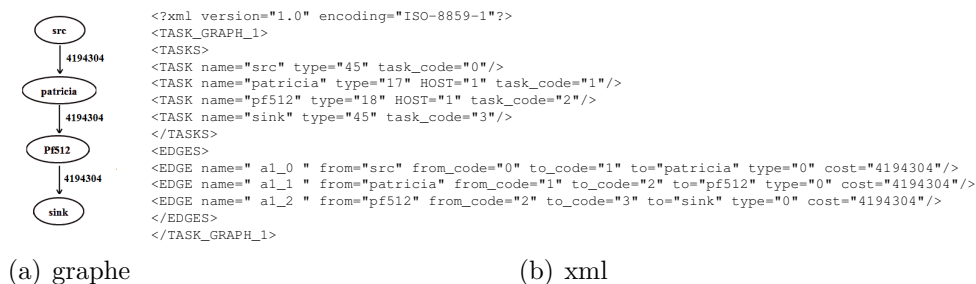 src
4194304
patricia
4194304
Pf512
4194304
sink
<?xml version="1.0" encoding="ISO-8859-1"?>
<TASK_GRAPH_1>
<TASKS>
<TASK name="src" type="45" task_code="0"/>
<TASK name="patricia" type="17" HOST="1" task_code="1"/>
<TASK name="pf512" type="18" HOST="1" task_code="2"/>
<TASK name="sink" type="45" task_code="3"/>
</TASKS>
<EDGES>
<EDGE name=" a1_0 " from="src" from_code="0" to_code="1" to="patricia" type="0" cost="4194304"/>
<EDGE name=" a1_1 " from="patricia" from_code="1" to_code="2" to="pf512" type="0" cost="4194304"/>
<EDGE name=" a1_2 " from="pf512" from_code="2" to_code="3" to="sink" type="0" cost="4194304"/>
</EDGES>
</TASK_GRAPH_1>
(a) graphe
(b) xml